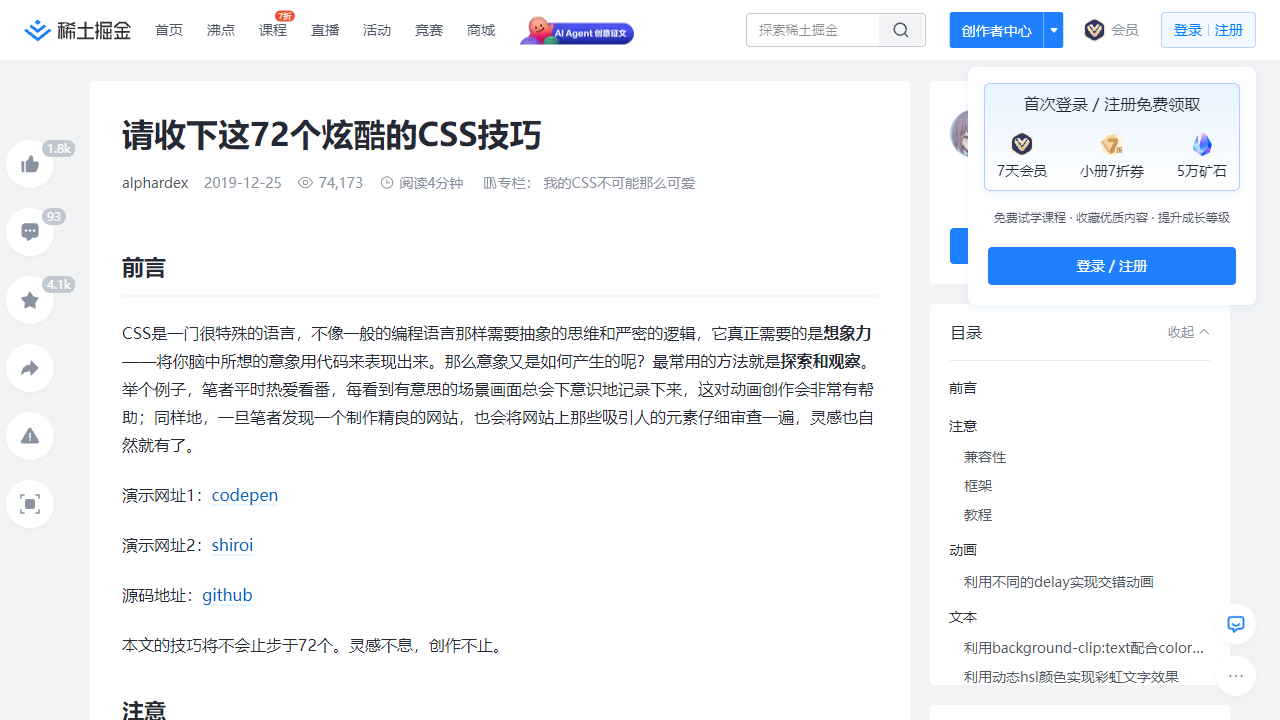 稀土掘金
首页
沸点
课程
7折
直播
活动
竞赛
商城
AI Agent 创意征文
探索稀土掘金
创作者中心
会员
登录
注册
首次登录 / 注册免费领取
7天会员
小册7折券
5万矿石
免费试学课程 · 收藏优质内容 · 提升成长等级
登录 / 注册
1.8k
93
4.1k
请收下这72个炫酷的CSS技巧
alphardex
2019-12-25
74,173
阅读4分钟
专栏：
我的CSS不可能那么可爱
前言
CSS是一门很特殊的语言，不像一般的编程语言那样需要抽象的思维和严密的逻辑，它真正需要的是想象力
——将你脑中所想的意象用代码来表现出来。那么意象又是如何产生的呢？最常用的方法就是探索和观察。
举个例子，笔者平时热爱看番，每看到有意思的场景画面总会下意识地记录下来，这对动画创作会非常有帮
助；同样地，一旦笔者发现一个制作精良的网站，也会将网站上那些吸引人的元素仔细审查一遍，灵感也自
然就有了。
演示网址1：codepen
演示网址2：shiroi
源码地址：github
本文的技巧将不会止步于72个。灵感不息，创作不止。
注意
目录
收起
前言
注意
兼容性
框架
教程
动画
利用不同的delay实现交错动画
文本
利用background-clip:text配合color...
利用动态hsl颜色实现彩虹文字效果